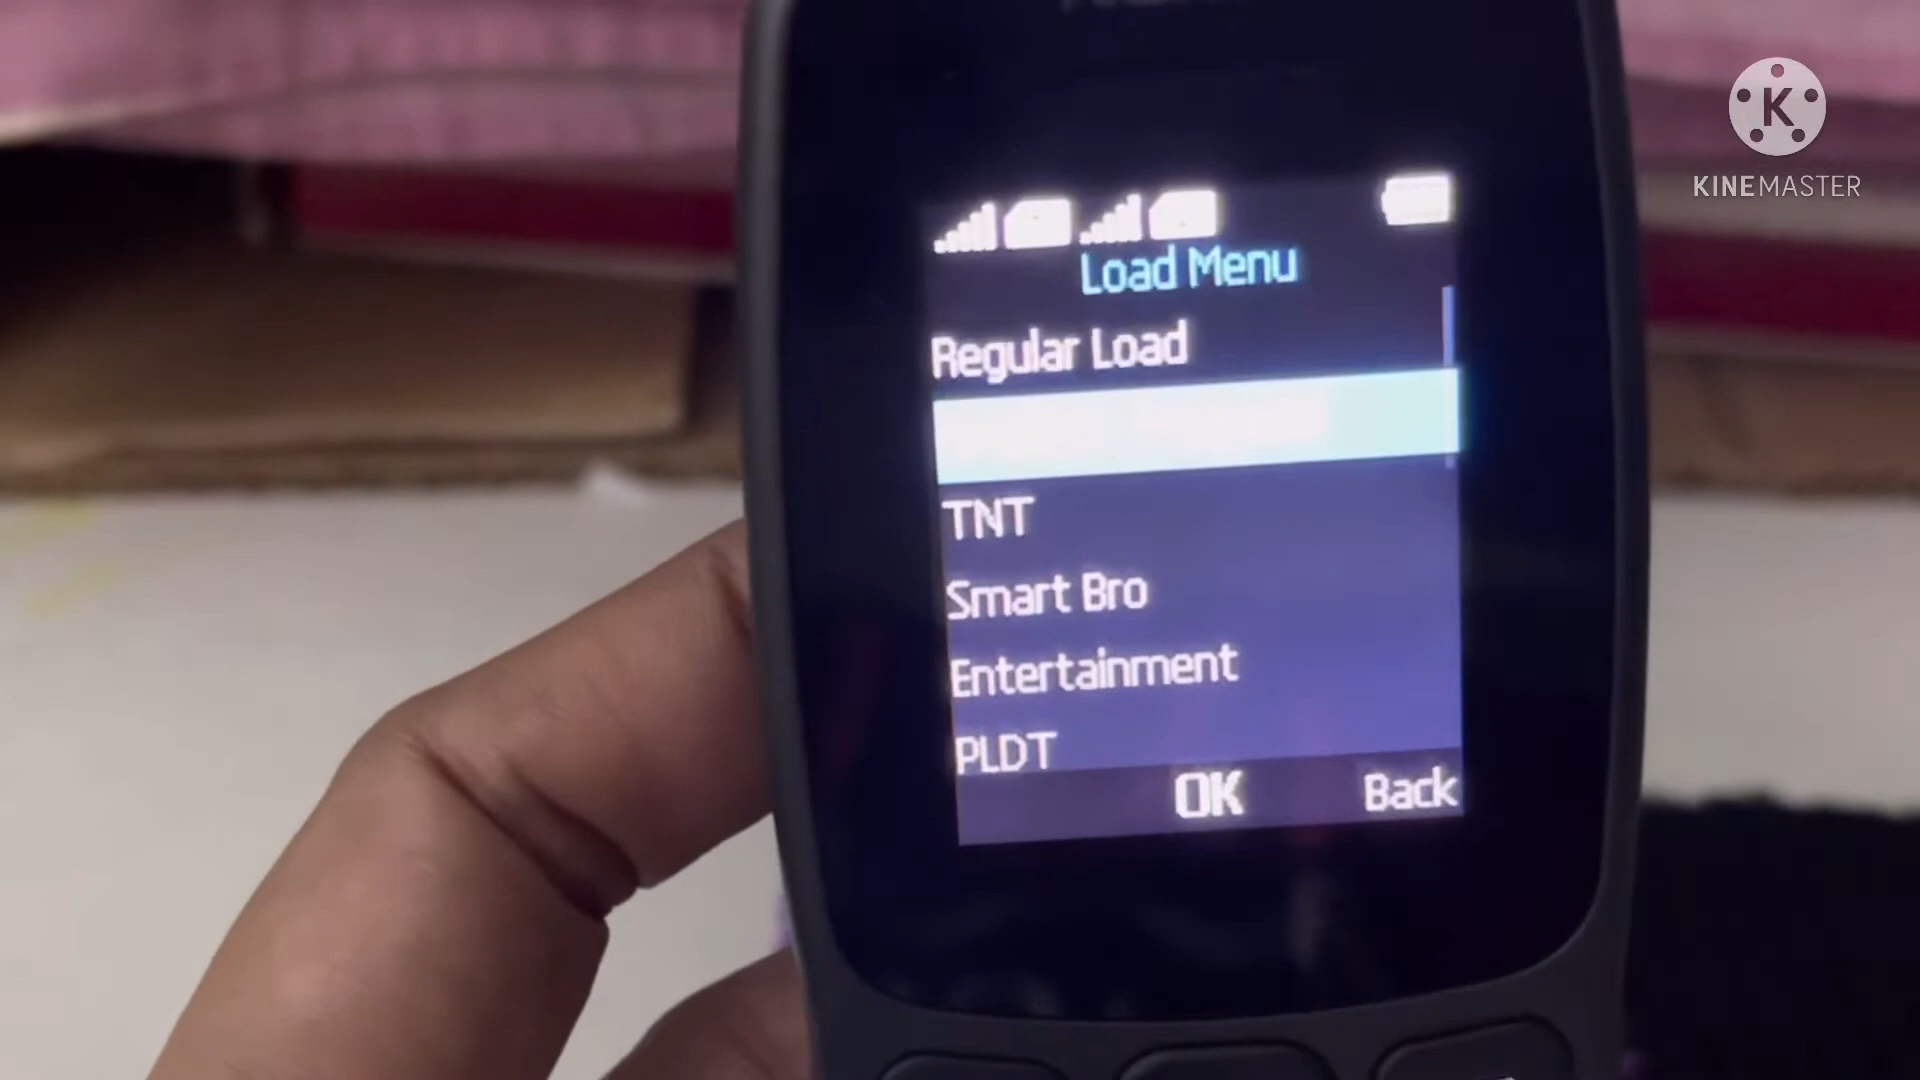 KINEMASTER
Load Menu
Regular Load
TNT
Smart Bro
Entertainment
PLDT
OK
Back